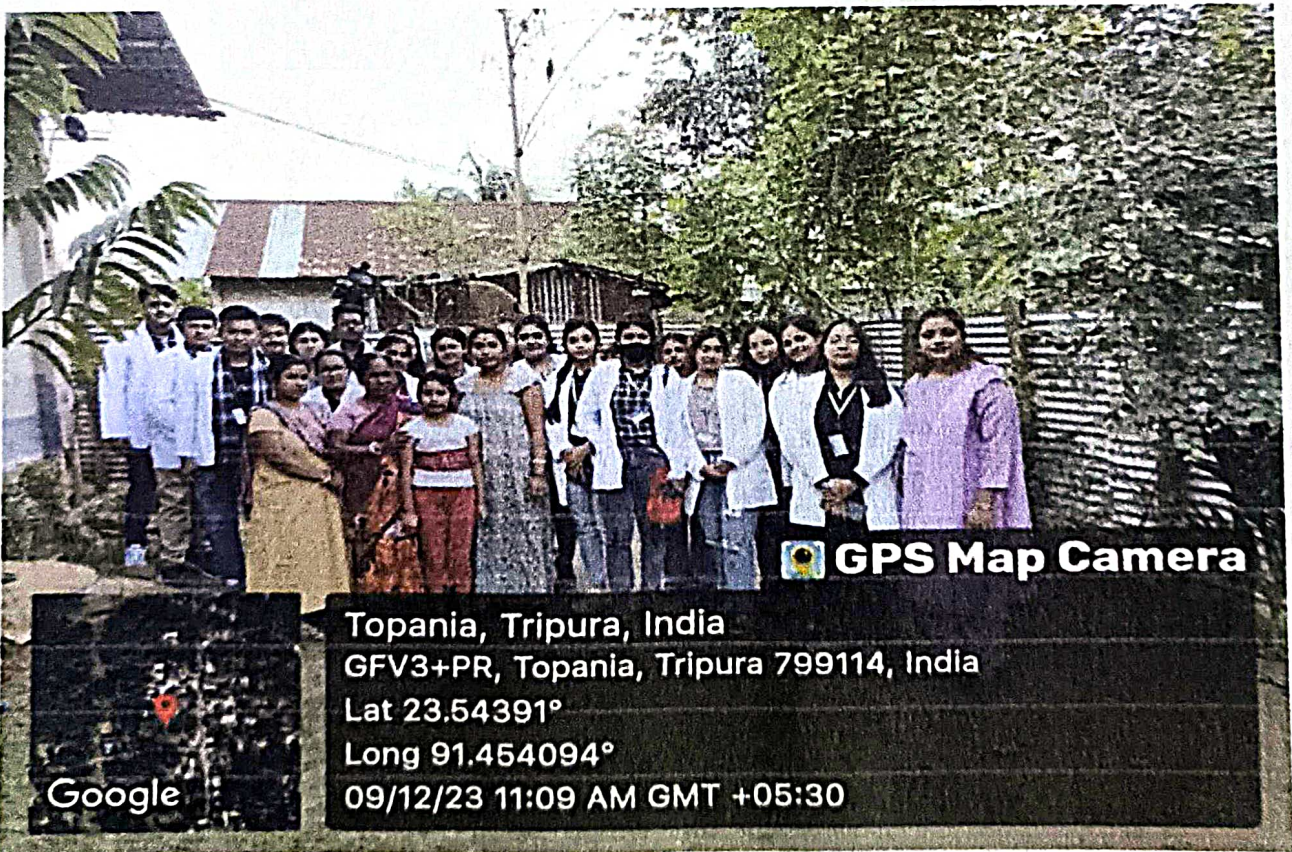 GPS Map Camera
Topania, Tripura, India
GFV3+PR, Topania, Tripura 799114, India
Lat 23.54391°
Long 91.454094°
09/12/23 11:09 AM GMT +05:30
Google